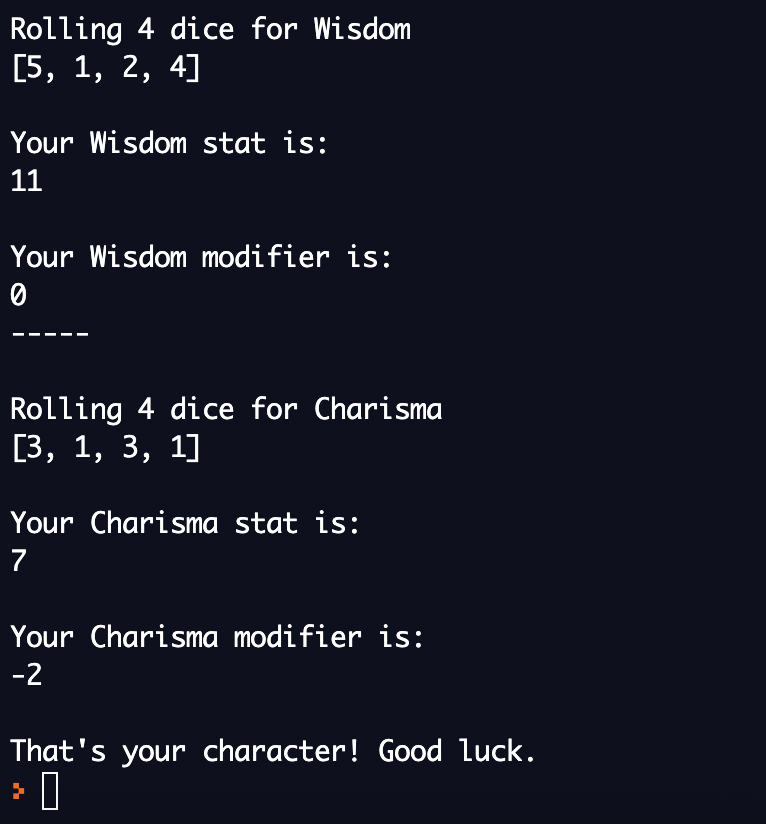 Rolling 4 dice for Wisdom
[5, 1, 2, 4]
Your Wisdom stat is:
11
Your Wisdom modifier is:
0
-----
Rolling 4 dice for Charisma
[3, 1, 3, 1]
Your Charisma stat is:
7
Your Charisma modifier is:
-2
That's your character! Good luck.